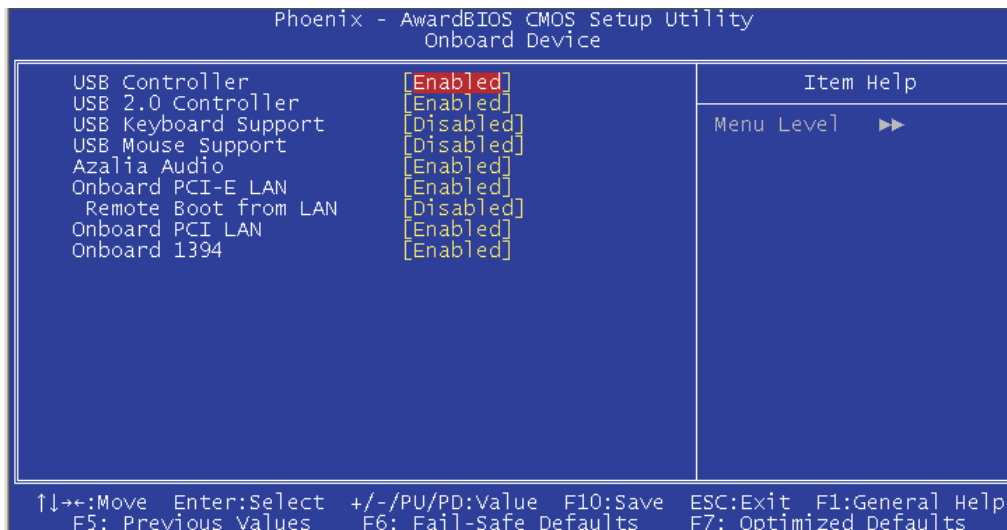 Phoenix - AwardBIOS CMOS Setup Utility
Onboard Device
USB Controller [Enabled]
USB 2.0 Controller [Enabled]
USB Keyboard Support [Disabled]
USB Mouse Support [Disabled]
Azalia Audio [Enabled]
Onboard PCI-E LAN [Enabled]
Remote Boot from LAN [Disabled]
Onboard PCI LAN [Enabled]
Onboard 1394 [Enabled]
Item Help
Menu Level ▶▶
↑↓→←:Move Enter:Select +/-/PU/PD:Value F10:Save ESC:Exit F1:General Help
F5: Previous Values F6: Fail-Safe Defaults F7: Optimized Defaults